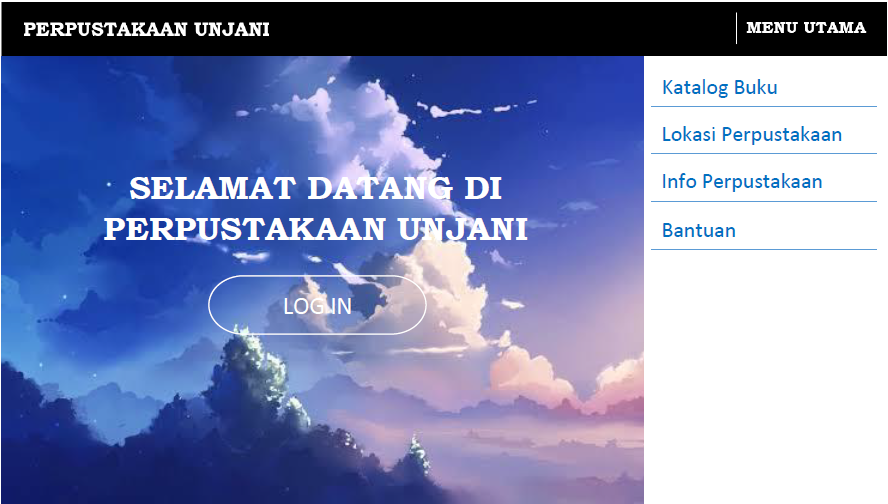 PERPUSTAKAAN UNJANI
MENU UTAMA
SELAMAT DATANG DI
PERPUSTAKAAN UNJANI
LOG IN
Katalog Buku
Lokasi Perpustakaan
Info Perpustakaan
Bantuan